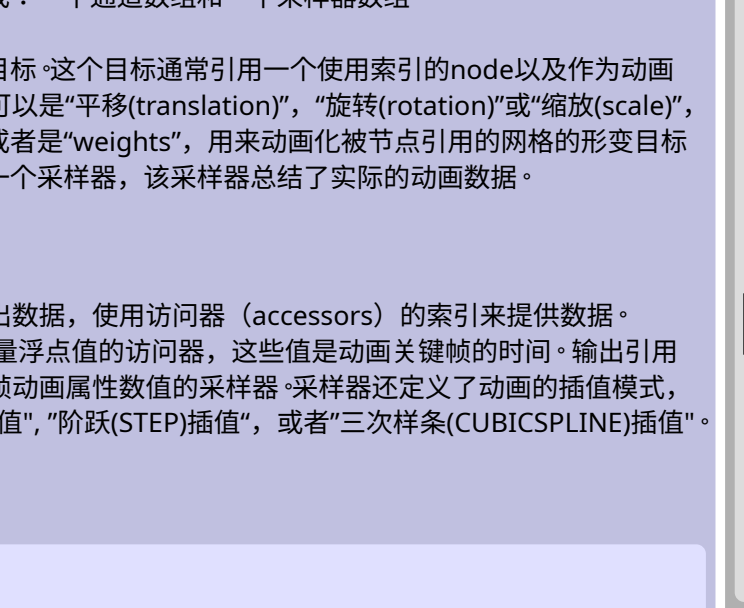 个通道数组和一个采样器数组
目标。这个目标通常引用一个使用索引的node以及作为动画
可以是“平移(translation)”，“旋转(rotation)”或“缩放(scale)”，
或者是“weights”，用来动画化被节点引用的网格的形变目标
一个采样器，该采样器总结了实际的动画数据。
出数据，使用访问器（accessors）的索引来提供数据。
量浮点值的访问器，这些值是动画关键帧的时间。输出引用
帧动画属性数值的采样器。采样器还定义了动画的插值模式，
值", ”阶跃(STEP)插值“，或者”三次样条(CUBICSPLINE)插值"。